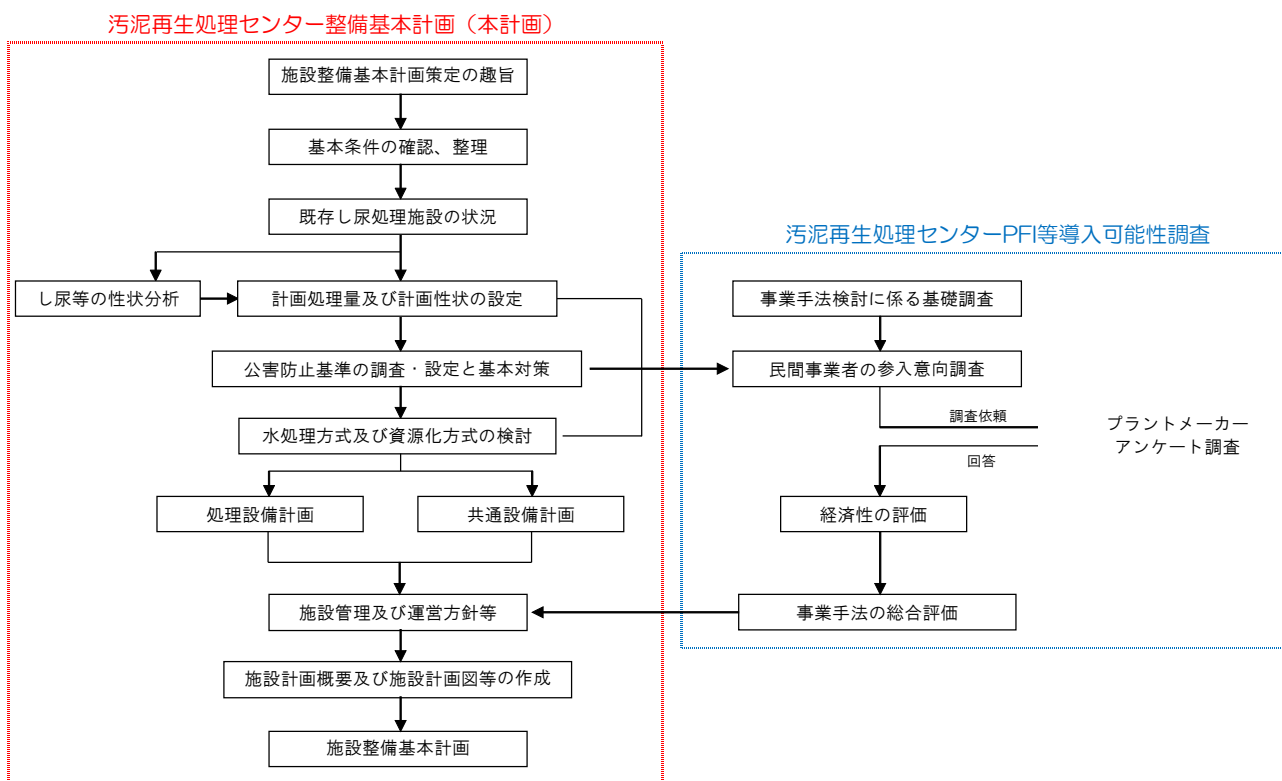 汚泥再生処理センター整備基本計画（本計画）
施設整備基本計画策定の趣旨
基本条件の確認、整理
既存し尿処理施設の状況
し尿等の性状分析
計画処理量及び計画性状の設定
公害防止基準の調査・設定と基本対策
水処理方式及び資源化方式の検討
処理設備計画
共通設備計画
施設管理及び運営方針等
施設計画概要及び施設計画図等の作成
施設整備基本計画
汚泥再生処理センターPFI等導入可能性調査
事業手法検討に係る基礎調査
民間事業者の参入意向調査
調査依頼
プラントメーカー
アンケート調査
回答
経済性の評価
事業手法の総合評価